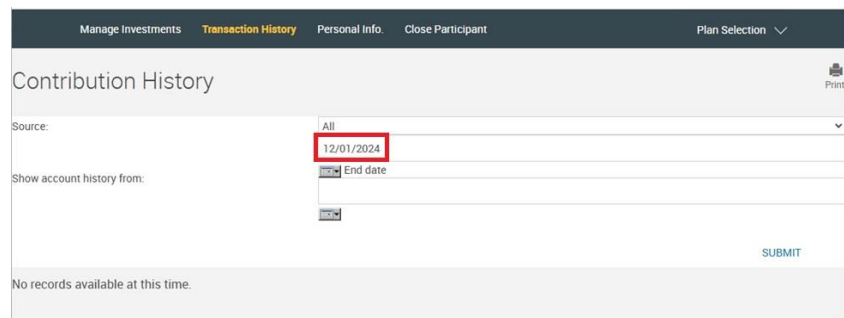 Manage Investments Transaction History Personal Info. Close Participant Plan Selection
Contribution History
Print
Source: All
12/01/2024
Show account history from: End date
SUBMIT
No records available at this time.